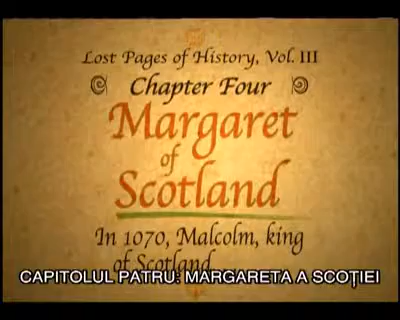 Lost Pages of History, Vol. III
Chapter Four
Margaret
of
Scotland
In 1070, Malcolm, king
of Scotland
CAPITOLUL PATRU: MARGARETA A SCOŢIEI